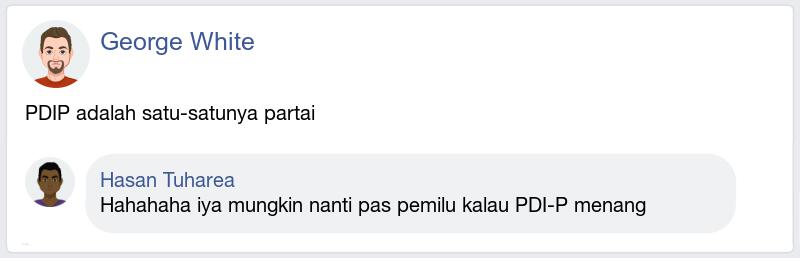 George White
PDIP adalah satu-satunya partai
Hasan Tuharea
Hahahaha iya mungkin nanti pas pemilu kalau PDI-P menang